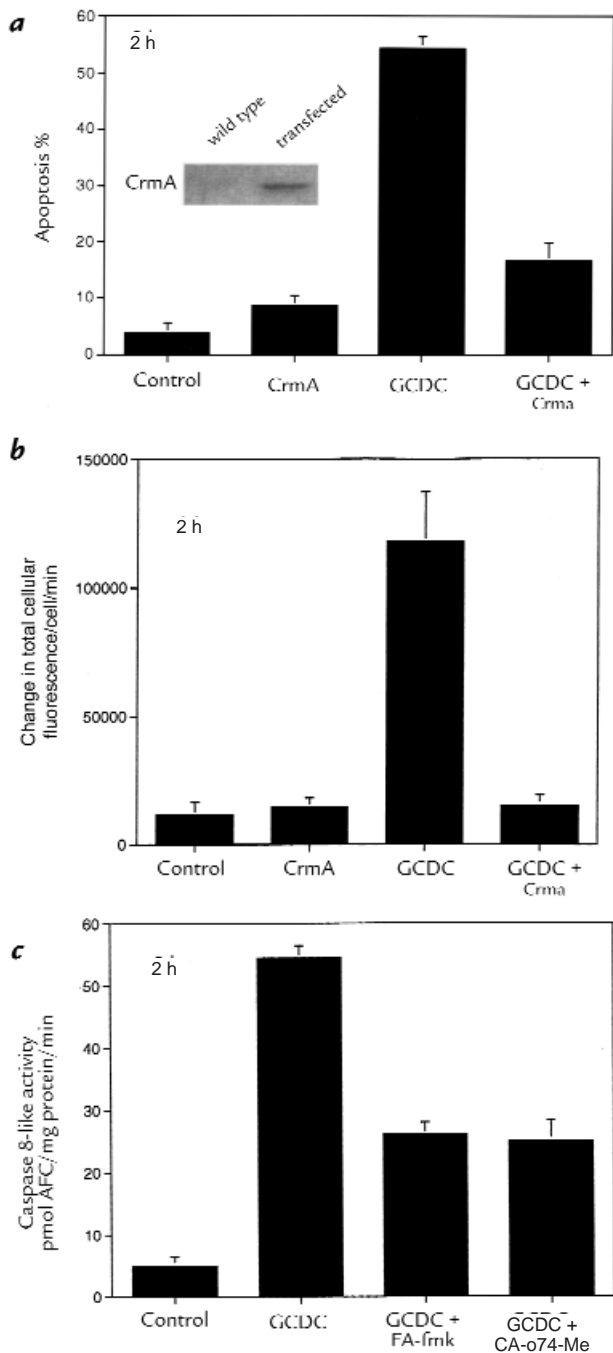 a
60
50
40
30
20
10
0
Apoptosis %
2 h
wild type
transfected
CrmA
Control
CrmA
GCDC
GCDC +
Crma
b
150000
100000
50000
0
Change in total cellular
fluorescence/cell/min
2 h
Control
CrmA
GCDC
GCDC +
Crma
c
60
50
40
30
20
10
0
Caspase 8-like activity
pmol AFC/mg protein/min
2 h
Control
GCDC
GCDC +
FA-fmk
GCDC +
CA-o74-Me